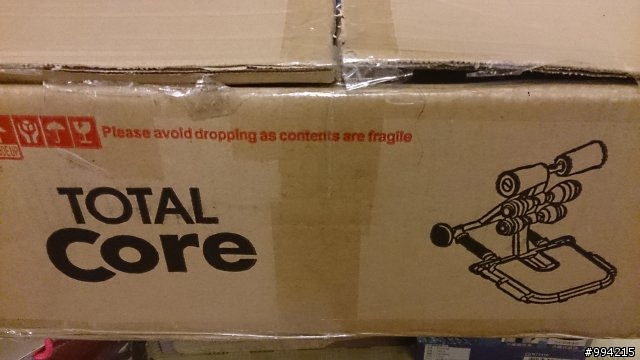 Please avoid dropping as contents are fragile
TOTAL
Core
#994215